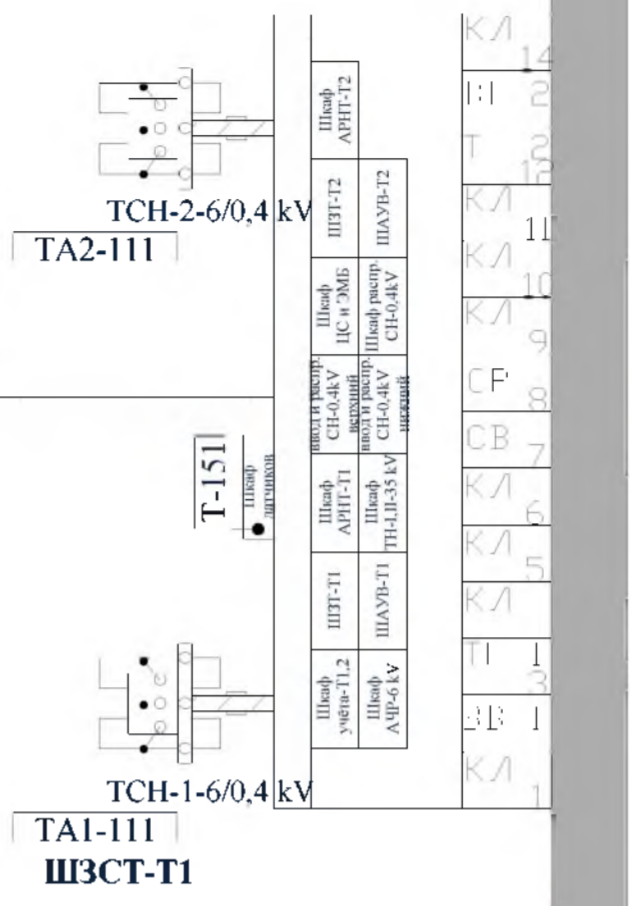 КЛ
14
Шкаф
АРНТ-Т2
2
Т 2
12
ШЗТ-Т2
ШАУВ-Т2
КЛ
11
ТСН-2-6/0,4 kV
ТА2-111
КЛ
10
Шкаф
ЦС и ЭМБ
Шкаф распр.
СН-0,4kV
КЛ
9
ввод и распр.
СН-0,4kV
верхний
ввод и распр.
СН-0,4kV
нижний
СР
8
СВ
7
Т-151
Шкаф
датчиков
Шкаф
АРНТ-Т1
Шкаф
ТН-I,II-35 kV
КЛ
6
КЛ
5
ШЗТ-Т1
ШАУВ-Т1
КЛ
Шкаф
учёта-Т1,2
Шкаф
АЧР-6 kV
1
3
ВВ 1
КЛ
1
ТСН-1-6/0,4 kV
ТА1-111
ШЗСТ-Т1